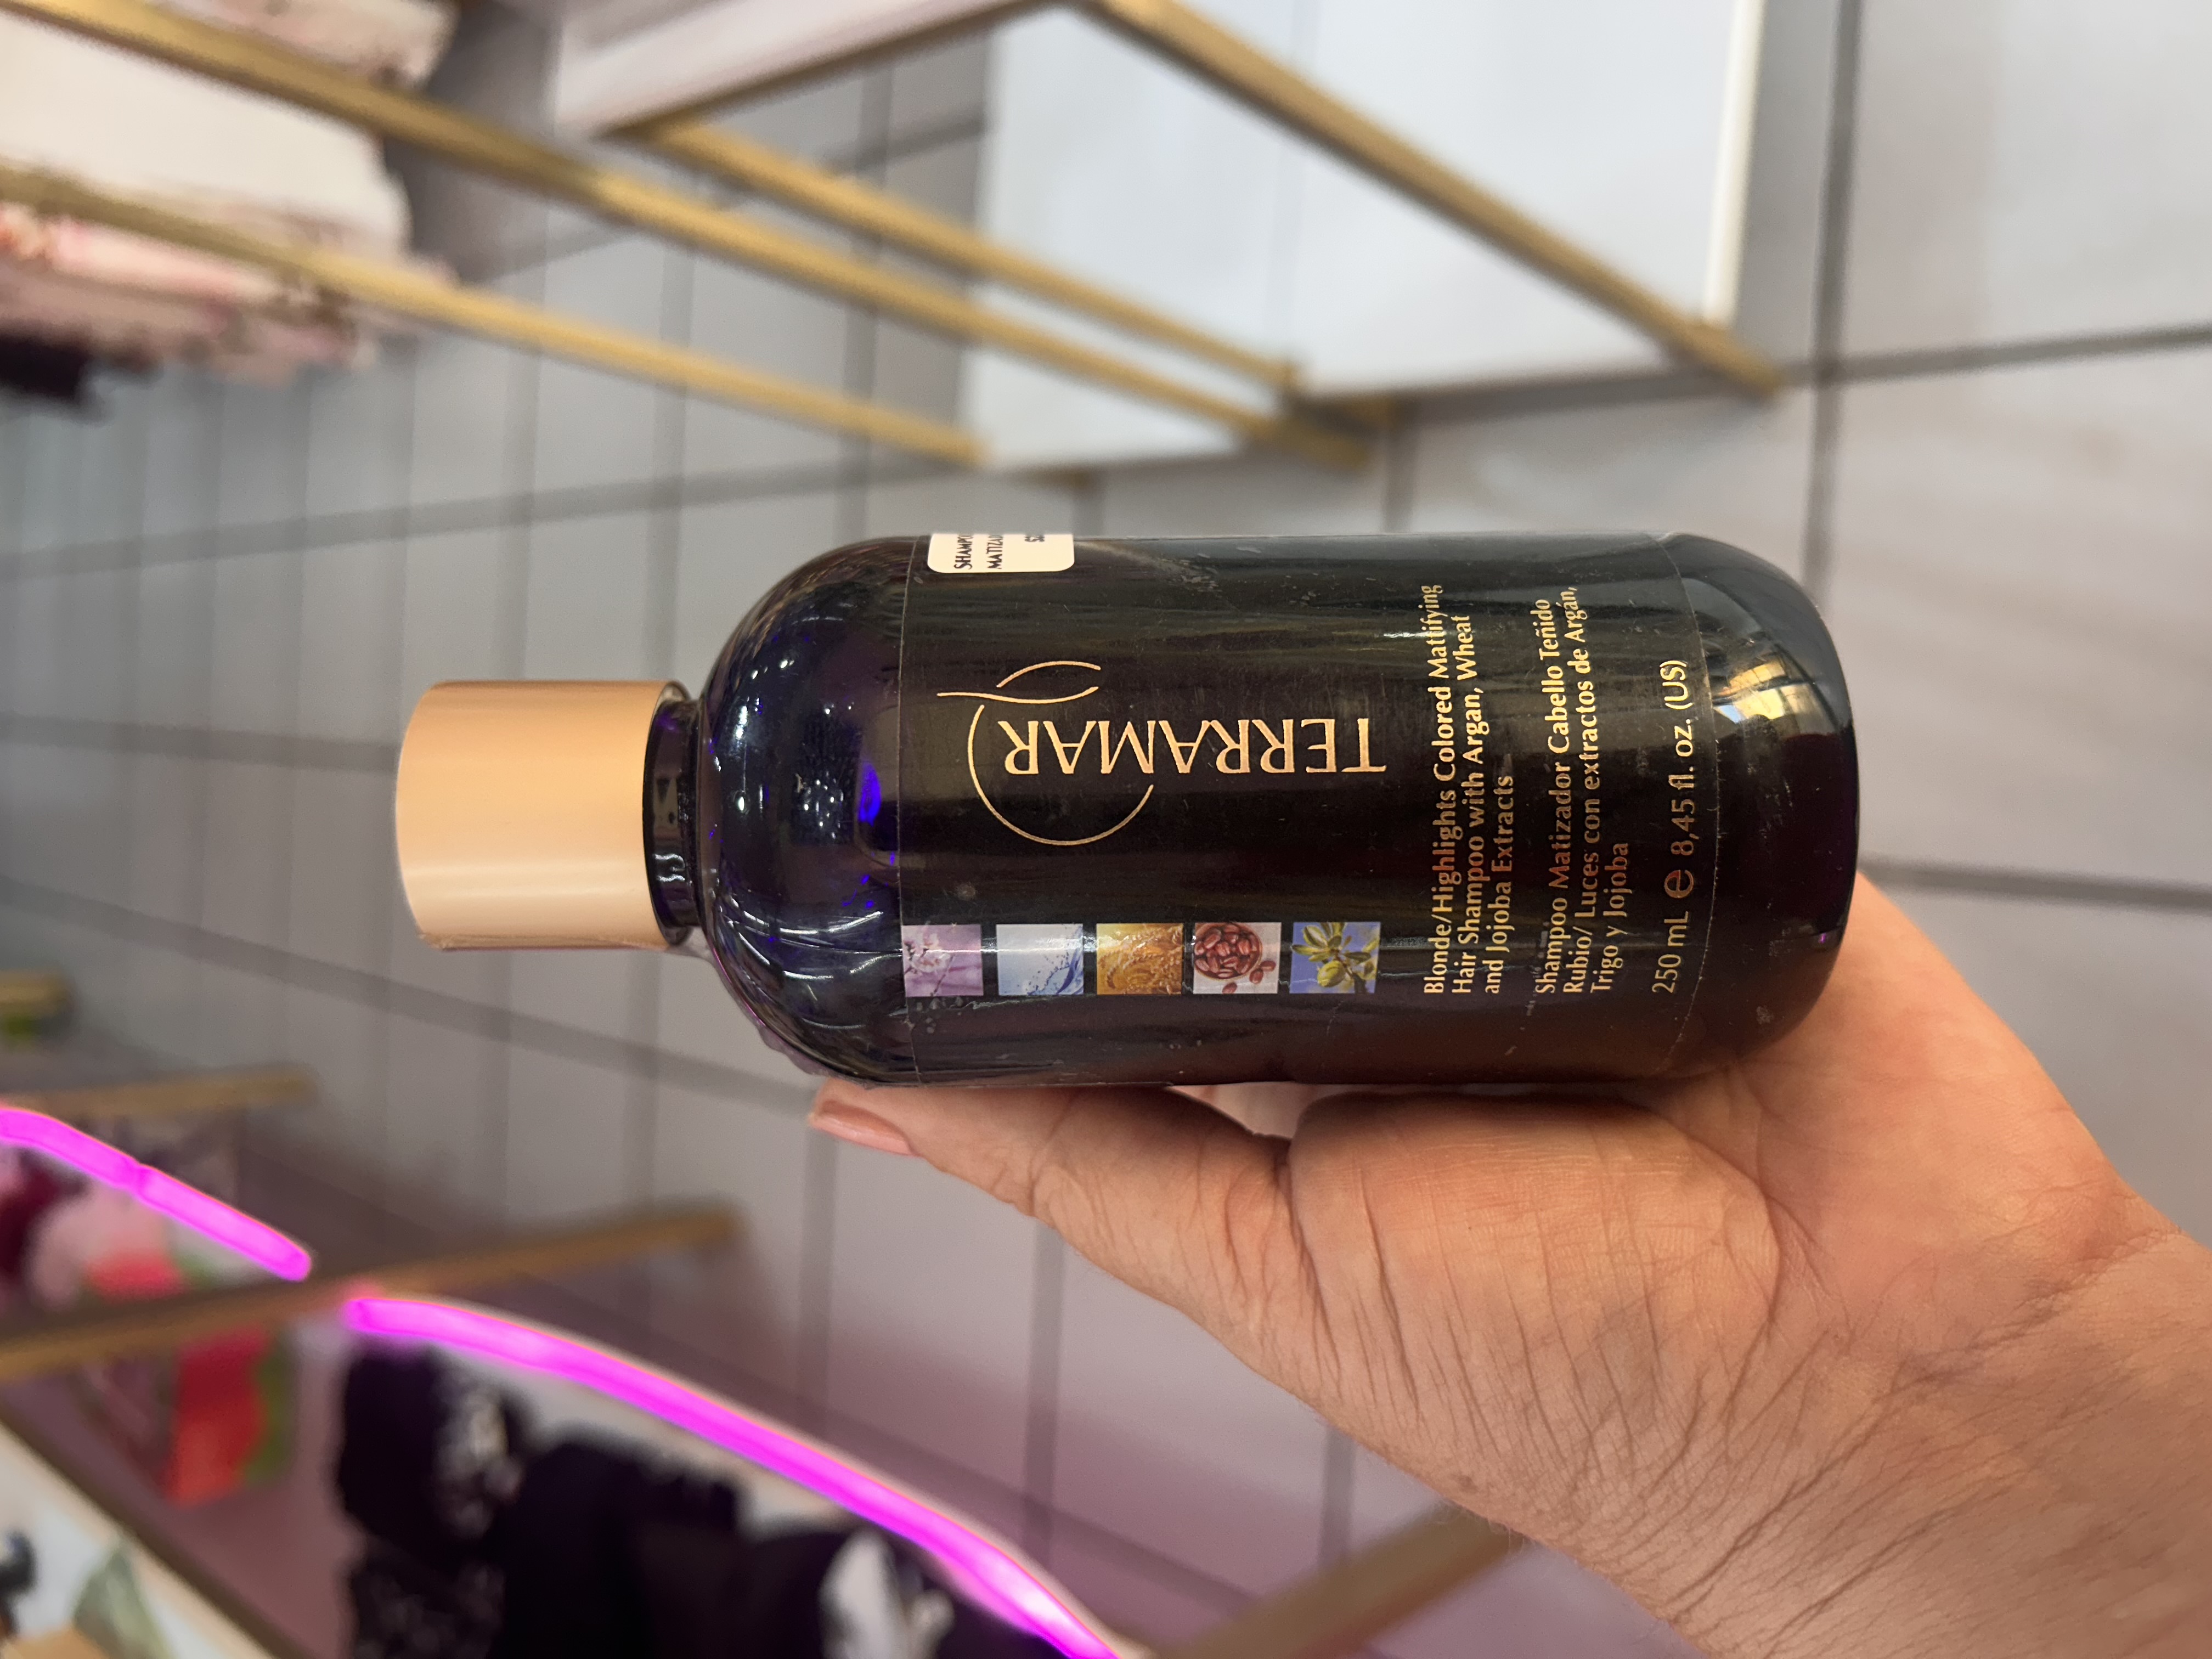 TERRAMAR
Blonde/Highlights Colored Mattifying
Hair Shampoo with Argan, Wheat
and Jojoba Extracts
Shampoo Matizador Cabello Teñido
Rubio/ Luces con extractos de Argán,
Trigo y Jojoba
250 mL ℮ 8,45 fl. oz. (US)